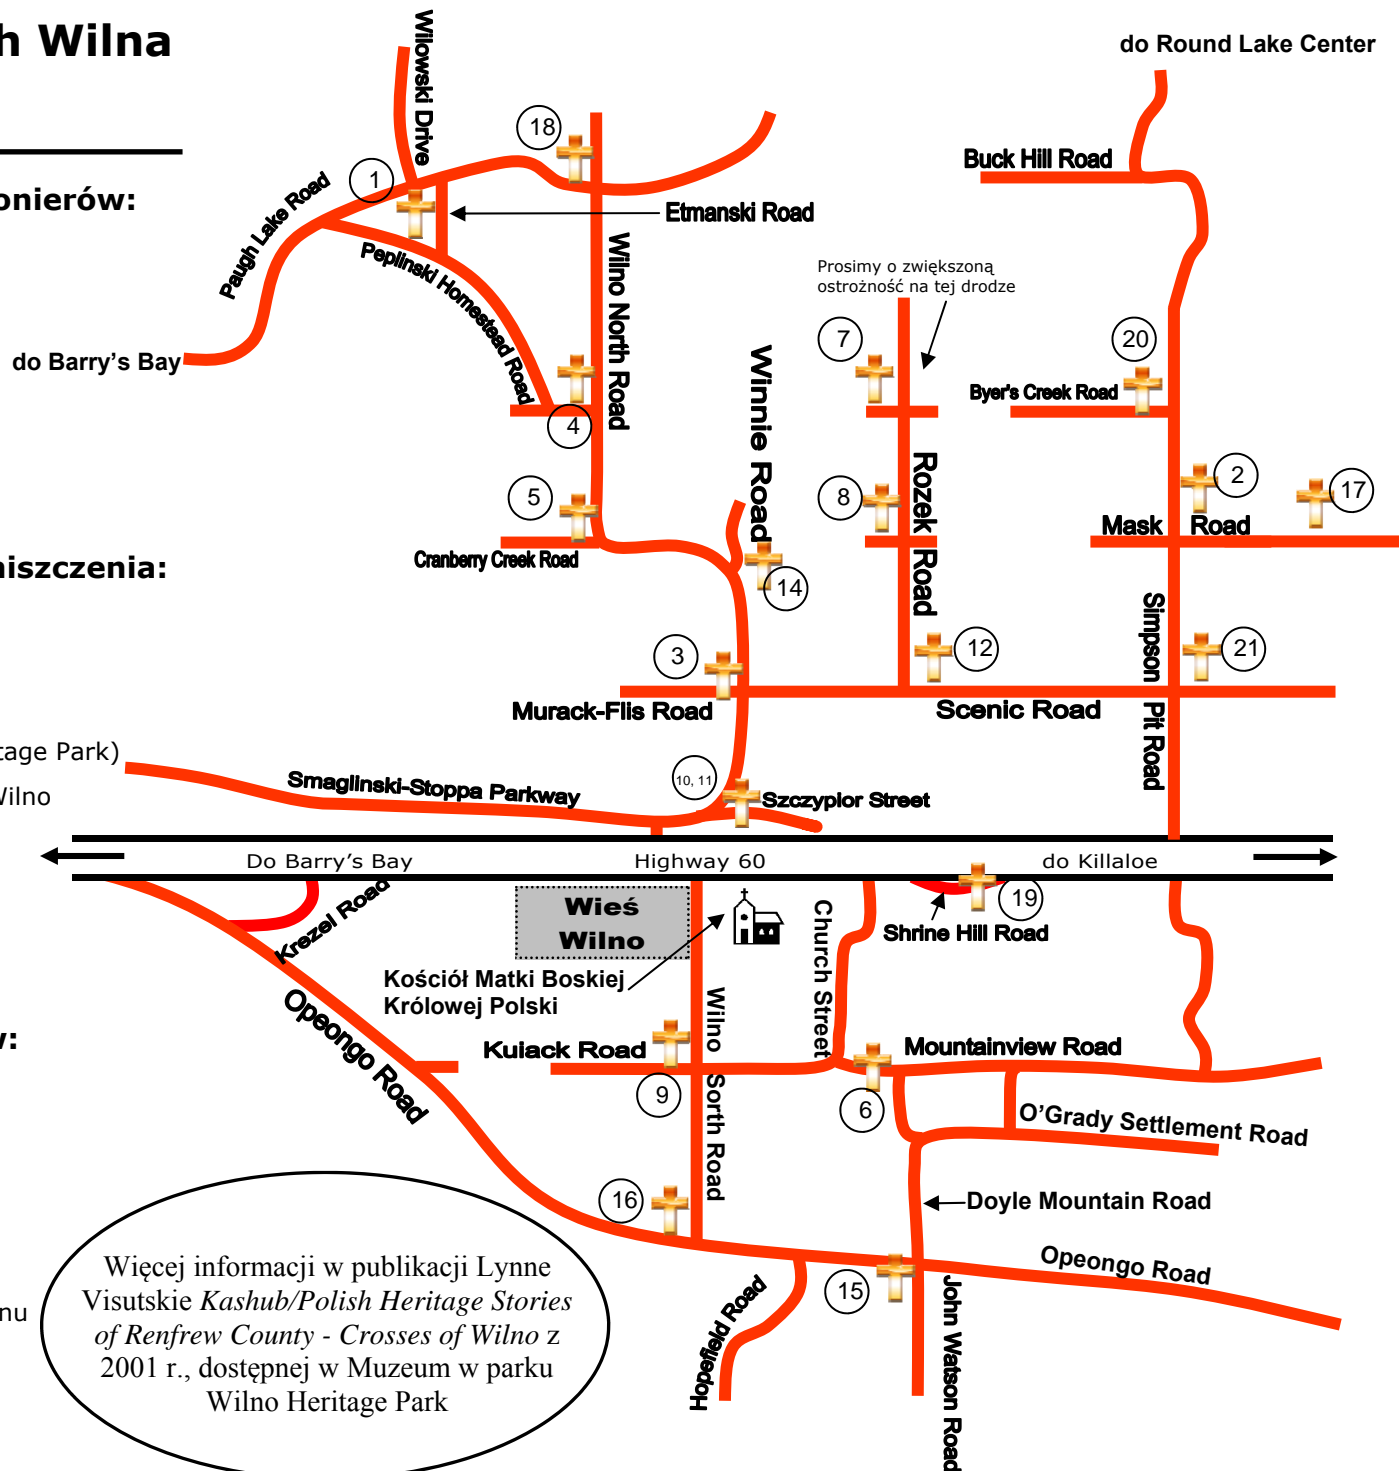 h Wilna
onierów:
niszczenia:
tage Park)
Wilno
w:
nu
Wilowski Drive
do Round Lake Center
18
Buck Hill Road
1
Paugh Lake Road
Etmanski Road
Peplinski Homestead Road
Wilno North Road
Prosimy o zwiększoną
ostrożność na tej drodze
7
20
do Barry's Bay
Winnie Road
Byer's Creek Road
4
Rozek Road
2
17
5
8
Mask Road
Cranberry Creek Road
14
Simpson Pit Road
3
12
21
Murack-Flis Road
Scenic Road
10, 11
Smaglinski-Stoppa Parkway
Szczypior Street
Do Barry's Bay
Highway 60
do Killaloe
Krezel Road
Wieś
Wilno
Church Street
19
Shrine Hill Road
Kościół Matki Boskiej
Królowej Polski
Opeongo Road
Wilno Sorth Road
Kuiack Road
Mountainview Road
9
6
O'Grady Settlement Road
16
Doyle Mountain Road
Opeongo Road
15
Hopefield Road
John Watson Road
Więcej informacji w publikacji Lynne
Visutskie Kashub/Polish Heritage Stories
of Renfrew County - Crosses of Wilno z
2001 r., dostępnej w Muzeum w parku
Wilno Heritage Park